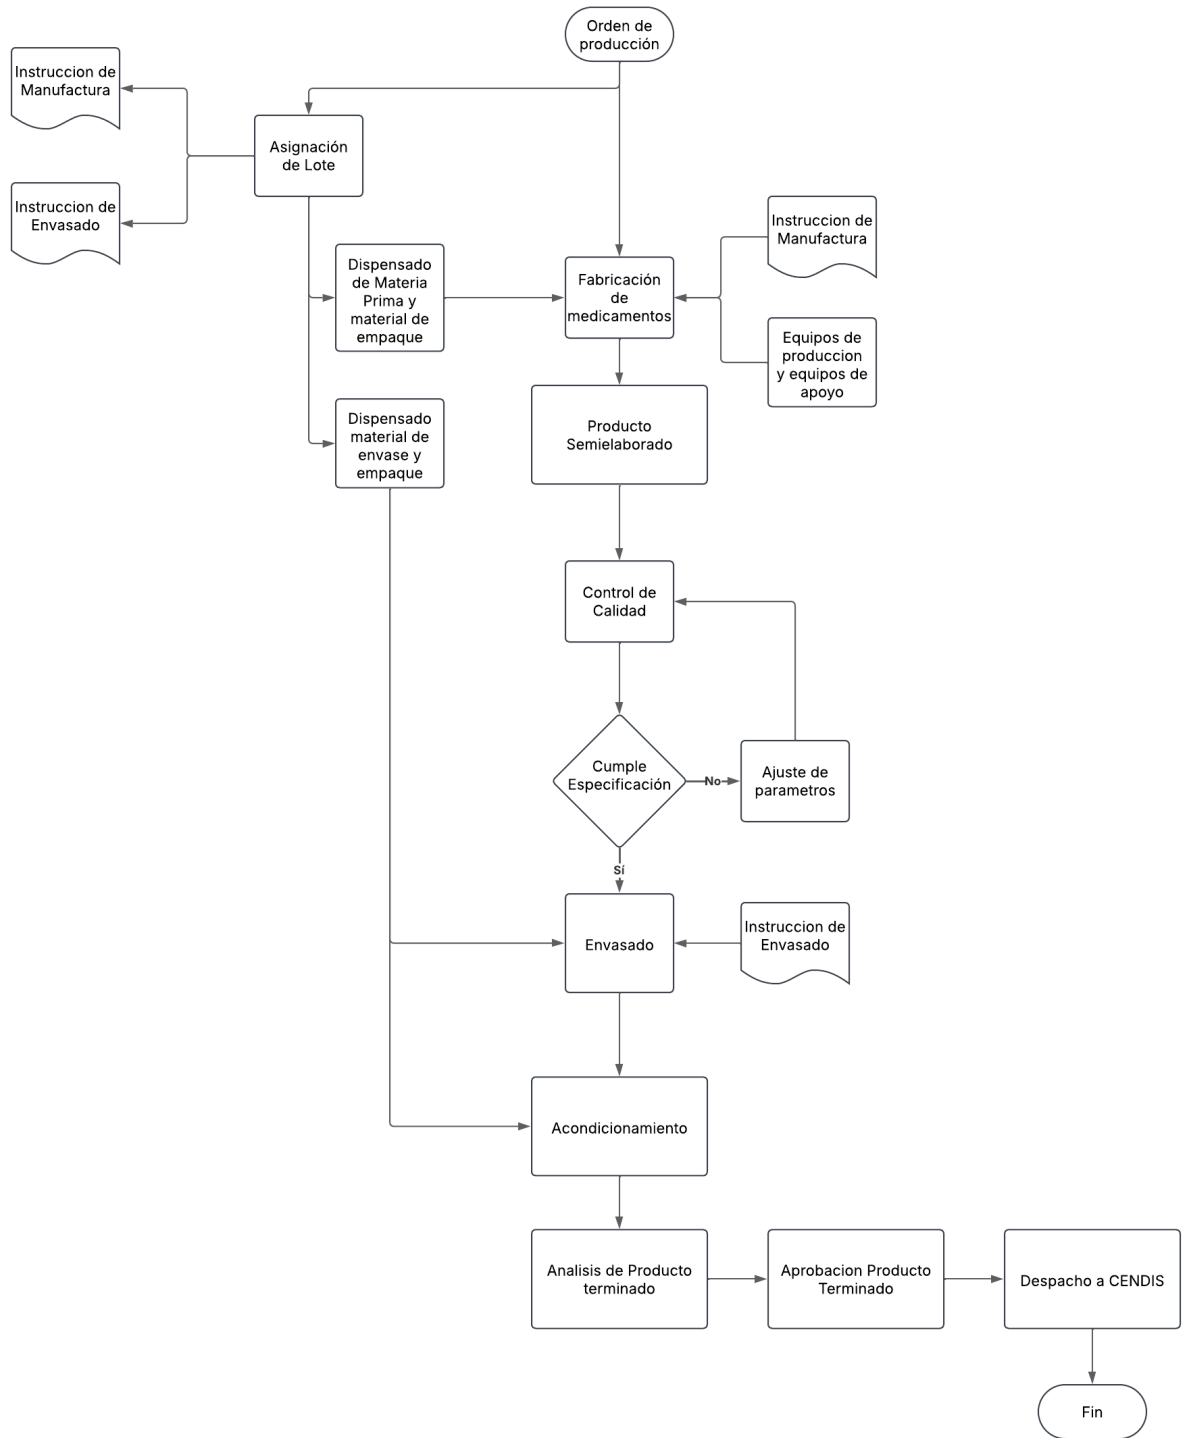 Orden de
producción
Instruccion de
Manufactura
Asignación
de Lote
Instruccion de
Envasado
Instruccion de
Manufactura
Dispensado
de Materia
Prima y
material de
empaque
Fabricación
de
medicamentos
Equipos de
produccion
y equipos de
apoyo
Dispensado
material de
envase y
empaque
Producto
Semielaborado
Control de
Calidad
Cumple
Especificación
No
Ajuste de
parametros
Sí
Envasado
Instruccion de
Envasado
Acondicionamiento
Analisis de Producto
terminado
Aprobacion Producto
Terminado
Despacho a CENDIS
Fin